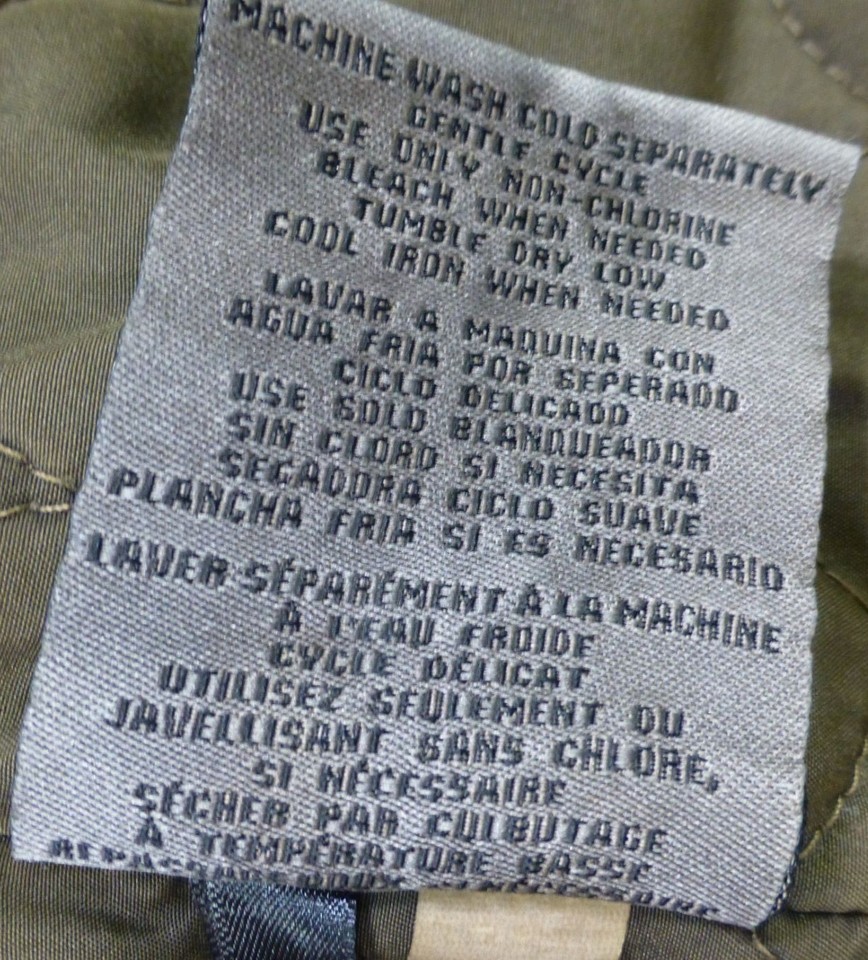 MACHINE WASH COLD SEPARATELY
GENTLE CYCLE
USE ONLY NON-CHLORINE
BLEACH WHEN NEEDED
TUMBLE DRY LOW
COOL IRON WHEN NEEDED
LAVAR A MAQUINA CON
AGUA FRIA POR SEPERADO
CICLO DELICADO
USE SOLO BLANQUEADOR
SIN CLORO SI NECESITA
SECADORA CICLO SUAVE
PLANCHA FRIA SI ES NECESARIO
LAVER SÉPARÉMENT À LA MACHINE
À L'EAU FROIDE
CYCLE DÉLICAT
UTILISEZ SEULEMENT DU
JAVELLISANT SANS CHLORE,
SI NÉCESSAIRE
SÉCHER PAR CULBUTAGE
À TEMPÉRATURE BASSE